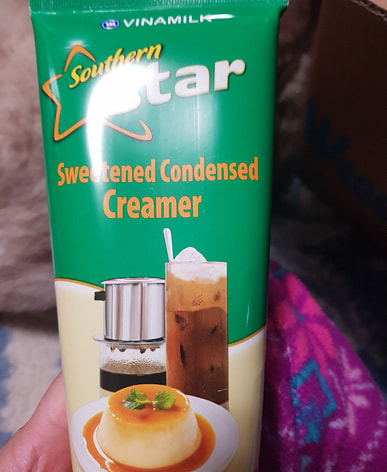 VINAMILK
Southern
Star
Sweetened Condensed
Creamer